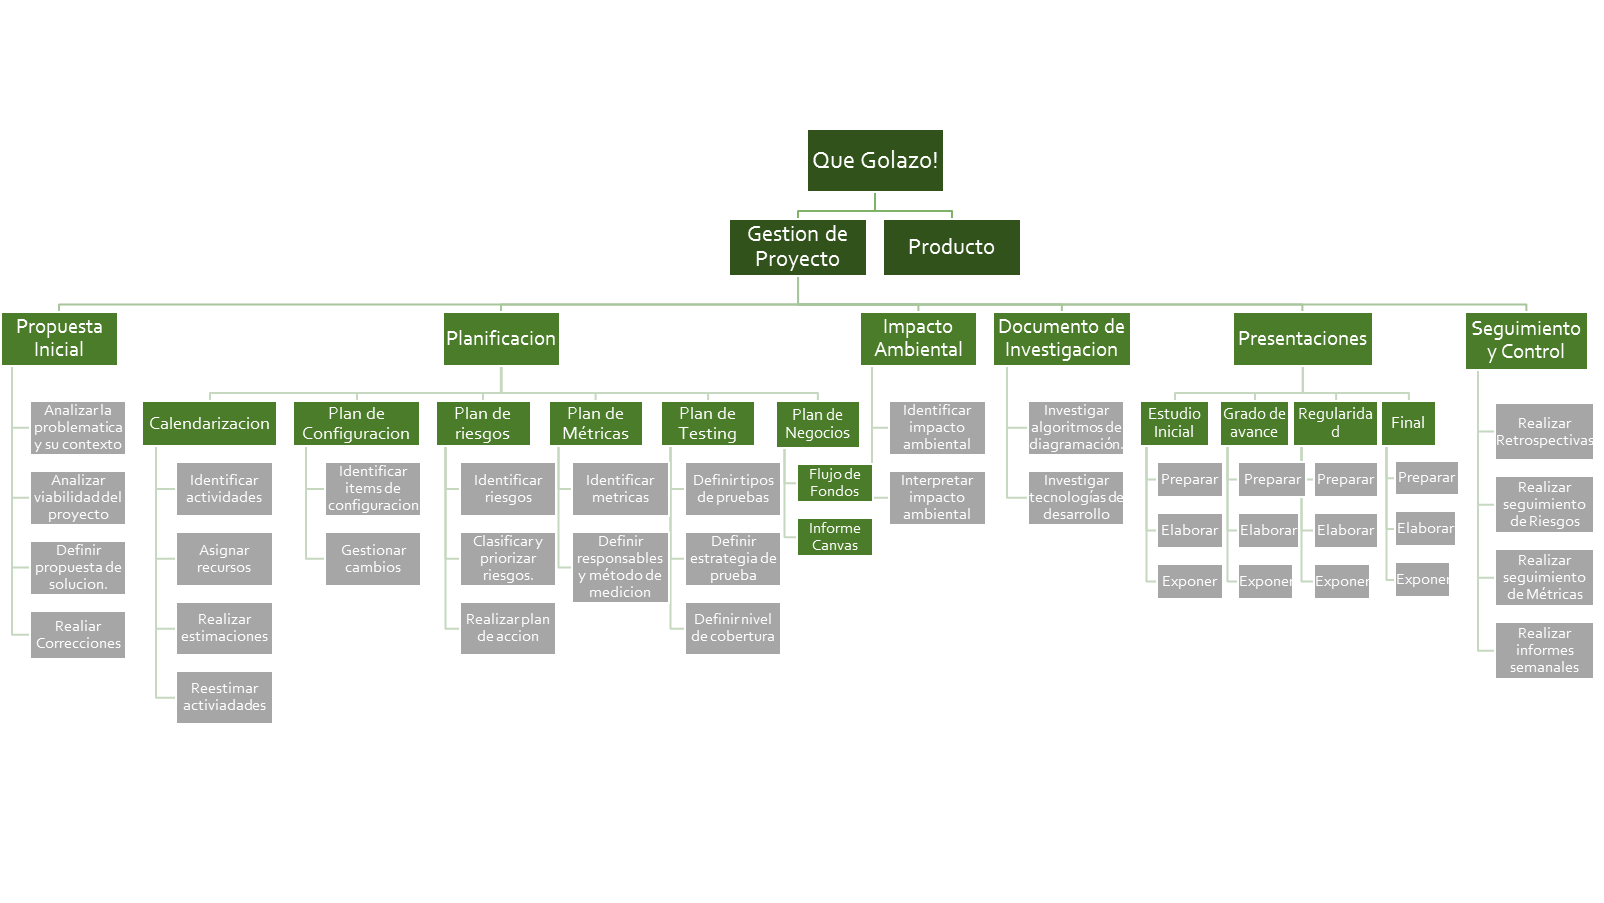 Que Golazo!
Gestion de
Proyecto
Producto
Propuesta
Inicial
Analizar la
problematica
y su contexto
Analizar
viabilidad del
proyecto
Definir
propuesta de
solucion.
Realiar
Correcciones
Planificacion
Calendarizacion
Identificar
actividades
Asignar
recursos
Realizar
estimaciones
Reestimar
activiadades
Plan de
Configuracion
Identificar
items de
configuracion
Gestionar
cambios
Plan de
riesgos
Identificar
riesgos
Clasificar y
priorizar
riesgos.
Realizar plan
de accion
Plan de
Métricas
Identificar
metricas
Definir
responsables
y método de
medicion
Plan de
Testing
Definir tipos
de pruebas
Definir
estrategia de
prueba
Definir nivel
de cobertura
Plan de
Negocios
Flujo de
Fondos
Informe
Canvas
Impacto
Ambiental
Identificar
impacto
ambiental
Interpretar
impacto
ambiental
Documento de
Investigacion
Investigar
algoritmos de
diagramación.
Investigar
tecnologías de
desarrollo
Presentaciones
Estudio
Inicial
Preparar
Elaborar
Exponer
Grado de
avance
Preparar
Elaborar
Exponer
Regularida
d
Preparar
Elaborar
Exponer
Final
Preparar
Elaborar
Exponer
Seguimiento
y Control
Realizar
Retrospectivas
Realizar
seguimiento
de Riesgos
Realizar
seguimiento
de Métricas
Realizar
informes
semanales